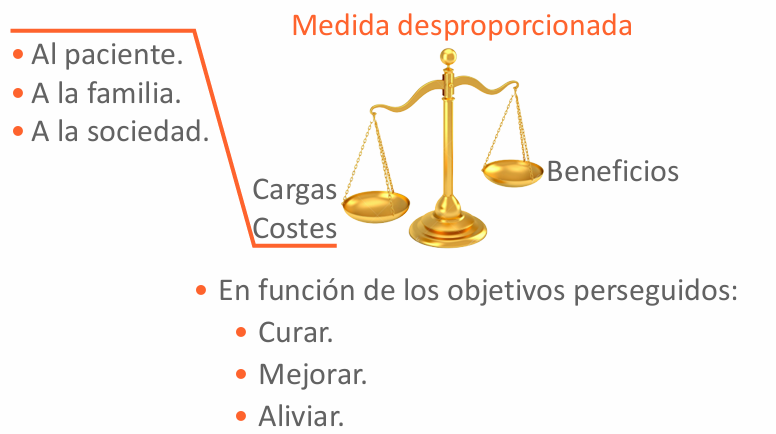 Medida desproporcionada
• Al paciente.
• A la familia.
• A la sociedad.
Cargas
Costes
Beneficios
• En función de los objetivos perseguidos:
• Curar.
• Mejorar.
• Aliviar.